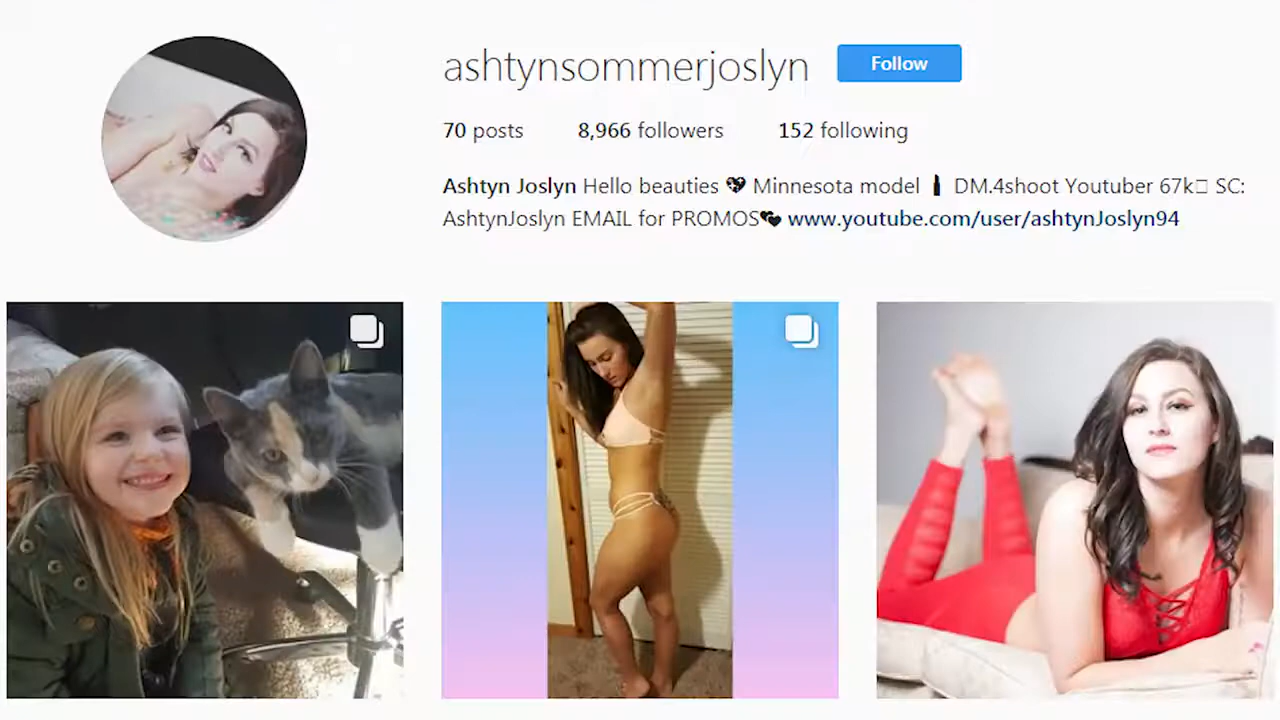 ashtynsommerjoslyn Follow
70 posts 8,966 followers 152 following
Ashtyn Joslyn Hello beauties 💖 Minnesota model 💄 DM.4shoot Youtuber 67k□ SC:
AshtynJoslyn EMAIL for PROMOS💕 www.youtube.com/user/ashtynJoslyn94